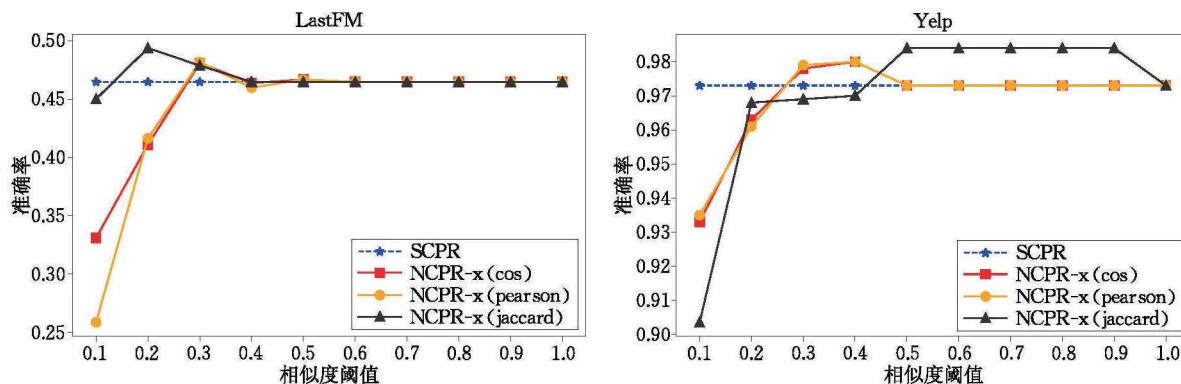 LastFM
0.50
0.45
0.40
0.35
0.30
0.25
准确率
0.1 0.2 0.3 0.4 0.5 0.6 0.7 0.8 0.9 1.0
相似度阈值
SCPR
NCPR-x(cos)
NCPR-x(pearson)
NCPR-x(jaccard)
Yelp
0.98
0.97
0.96
0.95
0.94
0.93
0.92
0.91
0.90
准确率
0.1 0.2 0.3 0.4 0.5 0.6 0.7 0.8 0.9 1.0
相似度阈值
SCPR
NCPR-x(cos)
NCPR-x(pearson)
NCPR-x(jaccard)